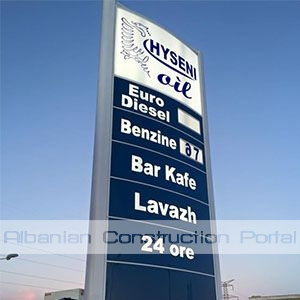 HYSENI
oil
Euro
Diesel
Benzine
Bar Kafe
Lavazh
24 ore
Albanian Construction Portal